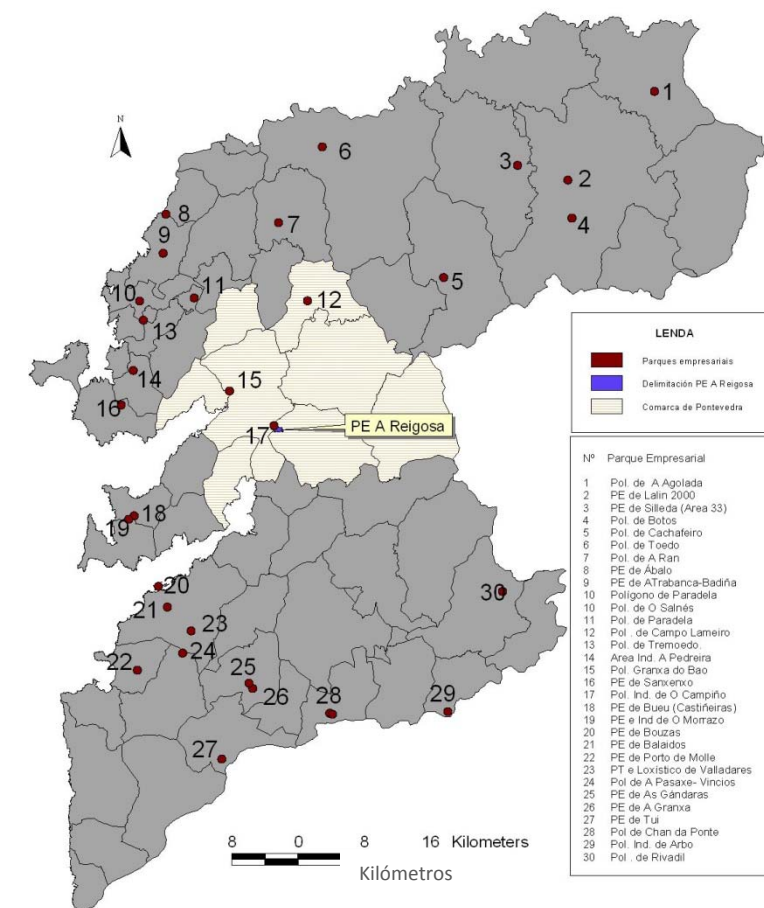 N
1
2
3
4
5
6
7
8
9
10
11
12
13
14
15
16
17
PE A Reigosa
18
19
20
21
22
23
24
25
26
27
28
29
30
8 0 8 16 Kilometers
Kilómetros
LENDA
Parques empresariais
Delimitación PE A Reigosa
Comarca de Pontevedra
Nº Parque Empresarial
1 Pol. de A Agolada
2 PE de Lalin 2000
3 PE de Silleda (Area 33)
4 Pol. de Botos
5 Pol. de Cachafeiro
6 Pol. de Toedo
7 Pol. de A Ran
8 PE de Ábalo
9 PE de ATrabanca-Badiña
10 Polígono de Paradela
10 Pol. de O Salnés
11 Pol. de Paradela
12 Pol . de Campo Lameiro
13 Pol. de Tremoedo.
14 Area Ind. A Pedreira
15 Pol. Granxa do Bao
16 PE de Sanxenxo
17 Pol. Ind. de O Campiño
18 PE de Bueu (Castiñeiras)
19 PE e Ind de O Morrazo
20 PE de Bouzas
21 PE de Balaidos
22 PE de Porto de Molle
23 PT e Loxístico de Valladares
24 Pol de A Pasaxe- Vincios
25 PE de As Gándaras
26 PE de A Granxa
27 PE de Tui
28 Pol de Chan da Ponte
29 Pol. Ind. de Arbo
30 Pol . de Rivadil